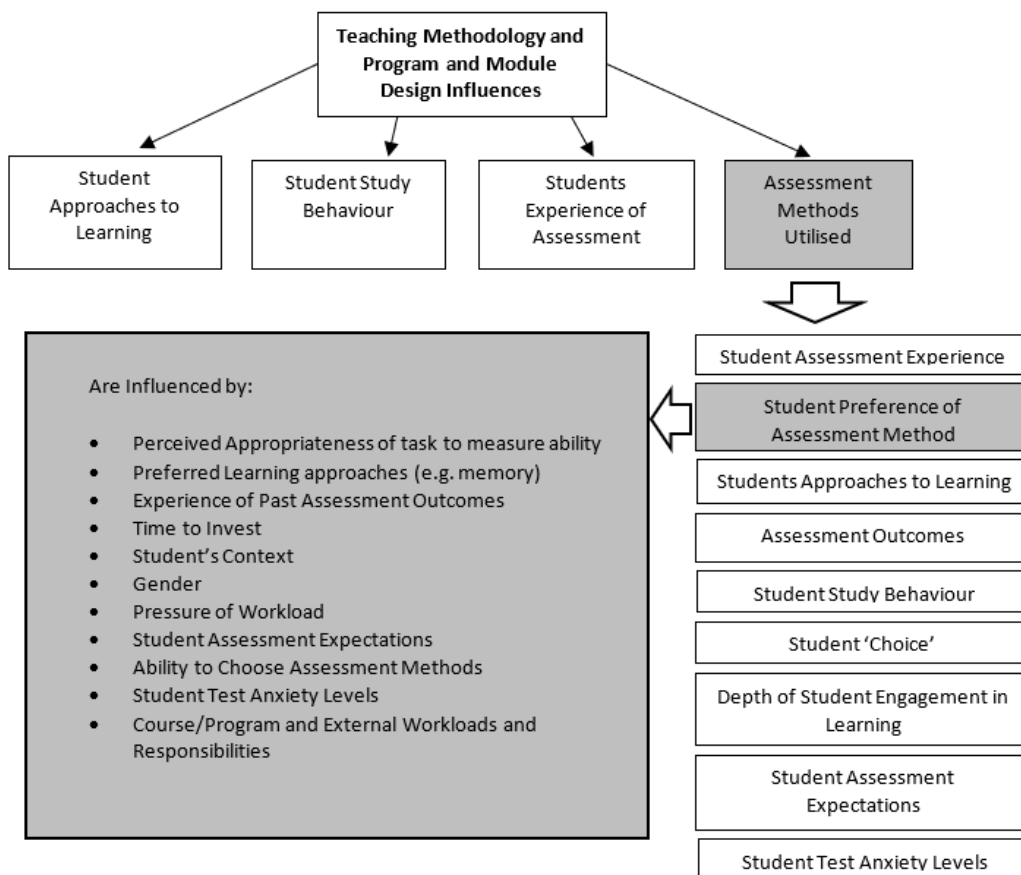 Teaching Methodology and
Program and Module
Design Influences
Student
Approaches to
Learning
Student Study
Behaviour
Students
Experience of
Assessment
Assessment
Methods
Utilised
Are Influenced by:
• Perceived Appropriateness of task to measure ability
• Preferred Learning approaches (e.g. memory)
• Experience of Past Assessment Outcomes
• Time to Invest
• Student’s Context
• Gender
• Pressure of Workload
• Student Assessment Expectations
• Ability to Choose Assessment Methods
• Student Test Anxiety Levels
• Course/Program and External Workloads and
Responsibilities
Student Assessment Experience
Student Preference of
Assessment Method
Students Approaches to Learning
Assessment Outcomes
Student Study Behaviour
Student ‘Choice’
Depth of Student Engagement in
Learning
Student Assessment
Expectations
Student Test Anxiety Levels